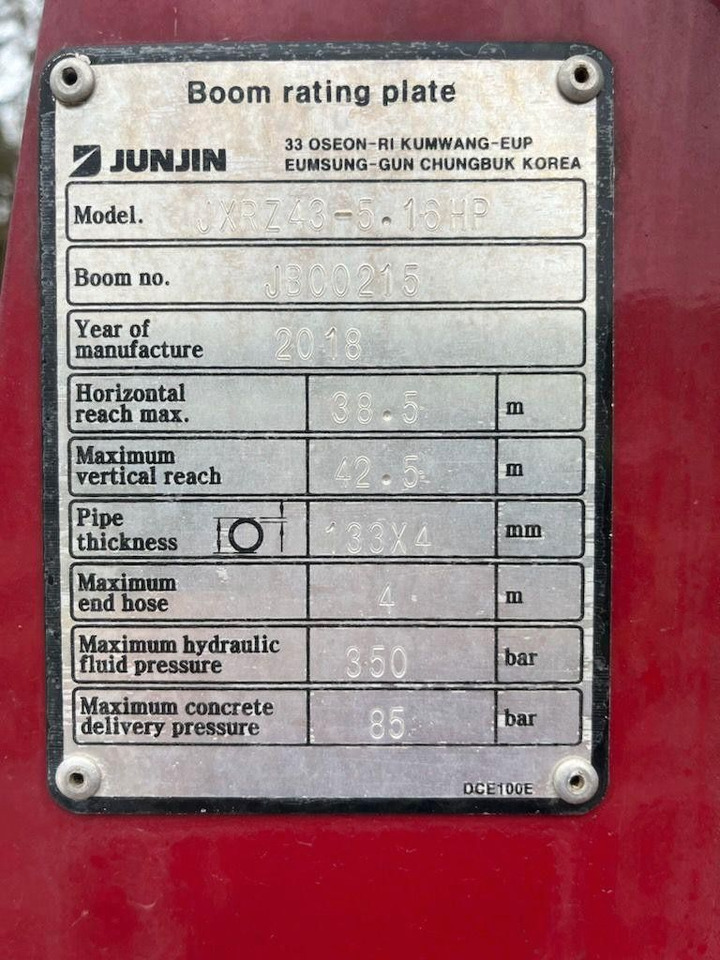 Boom rating plate
JUNJIN
33 OSEON-RI KUMWANG-EUP
EUMSUNG-GUN CHUNGBUK KOREA
Model. JXRZ43-5.16HP
Boom no. JBC0215
Year of
manufacture 2018
Horizontal
reach max. 38.5 m
Maximum
vertical reach 42.5 m
Pipe
thickness 133X4 mm
Maximum
end hose 4 m
Maximum hydraulic
fluid pressure 350 bar
Maximum concrete
delivery pressure 85 bar
DCE100E